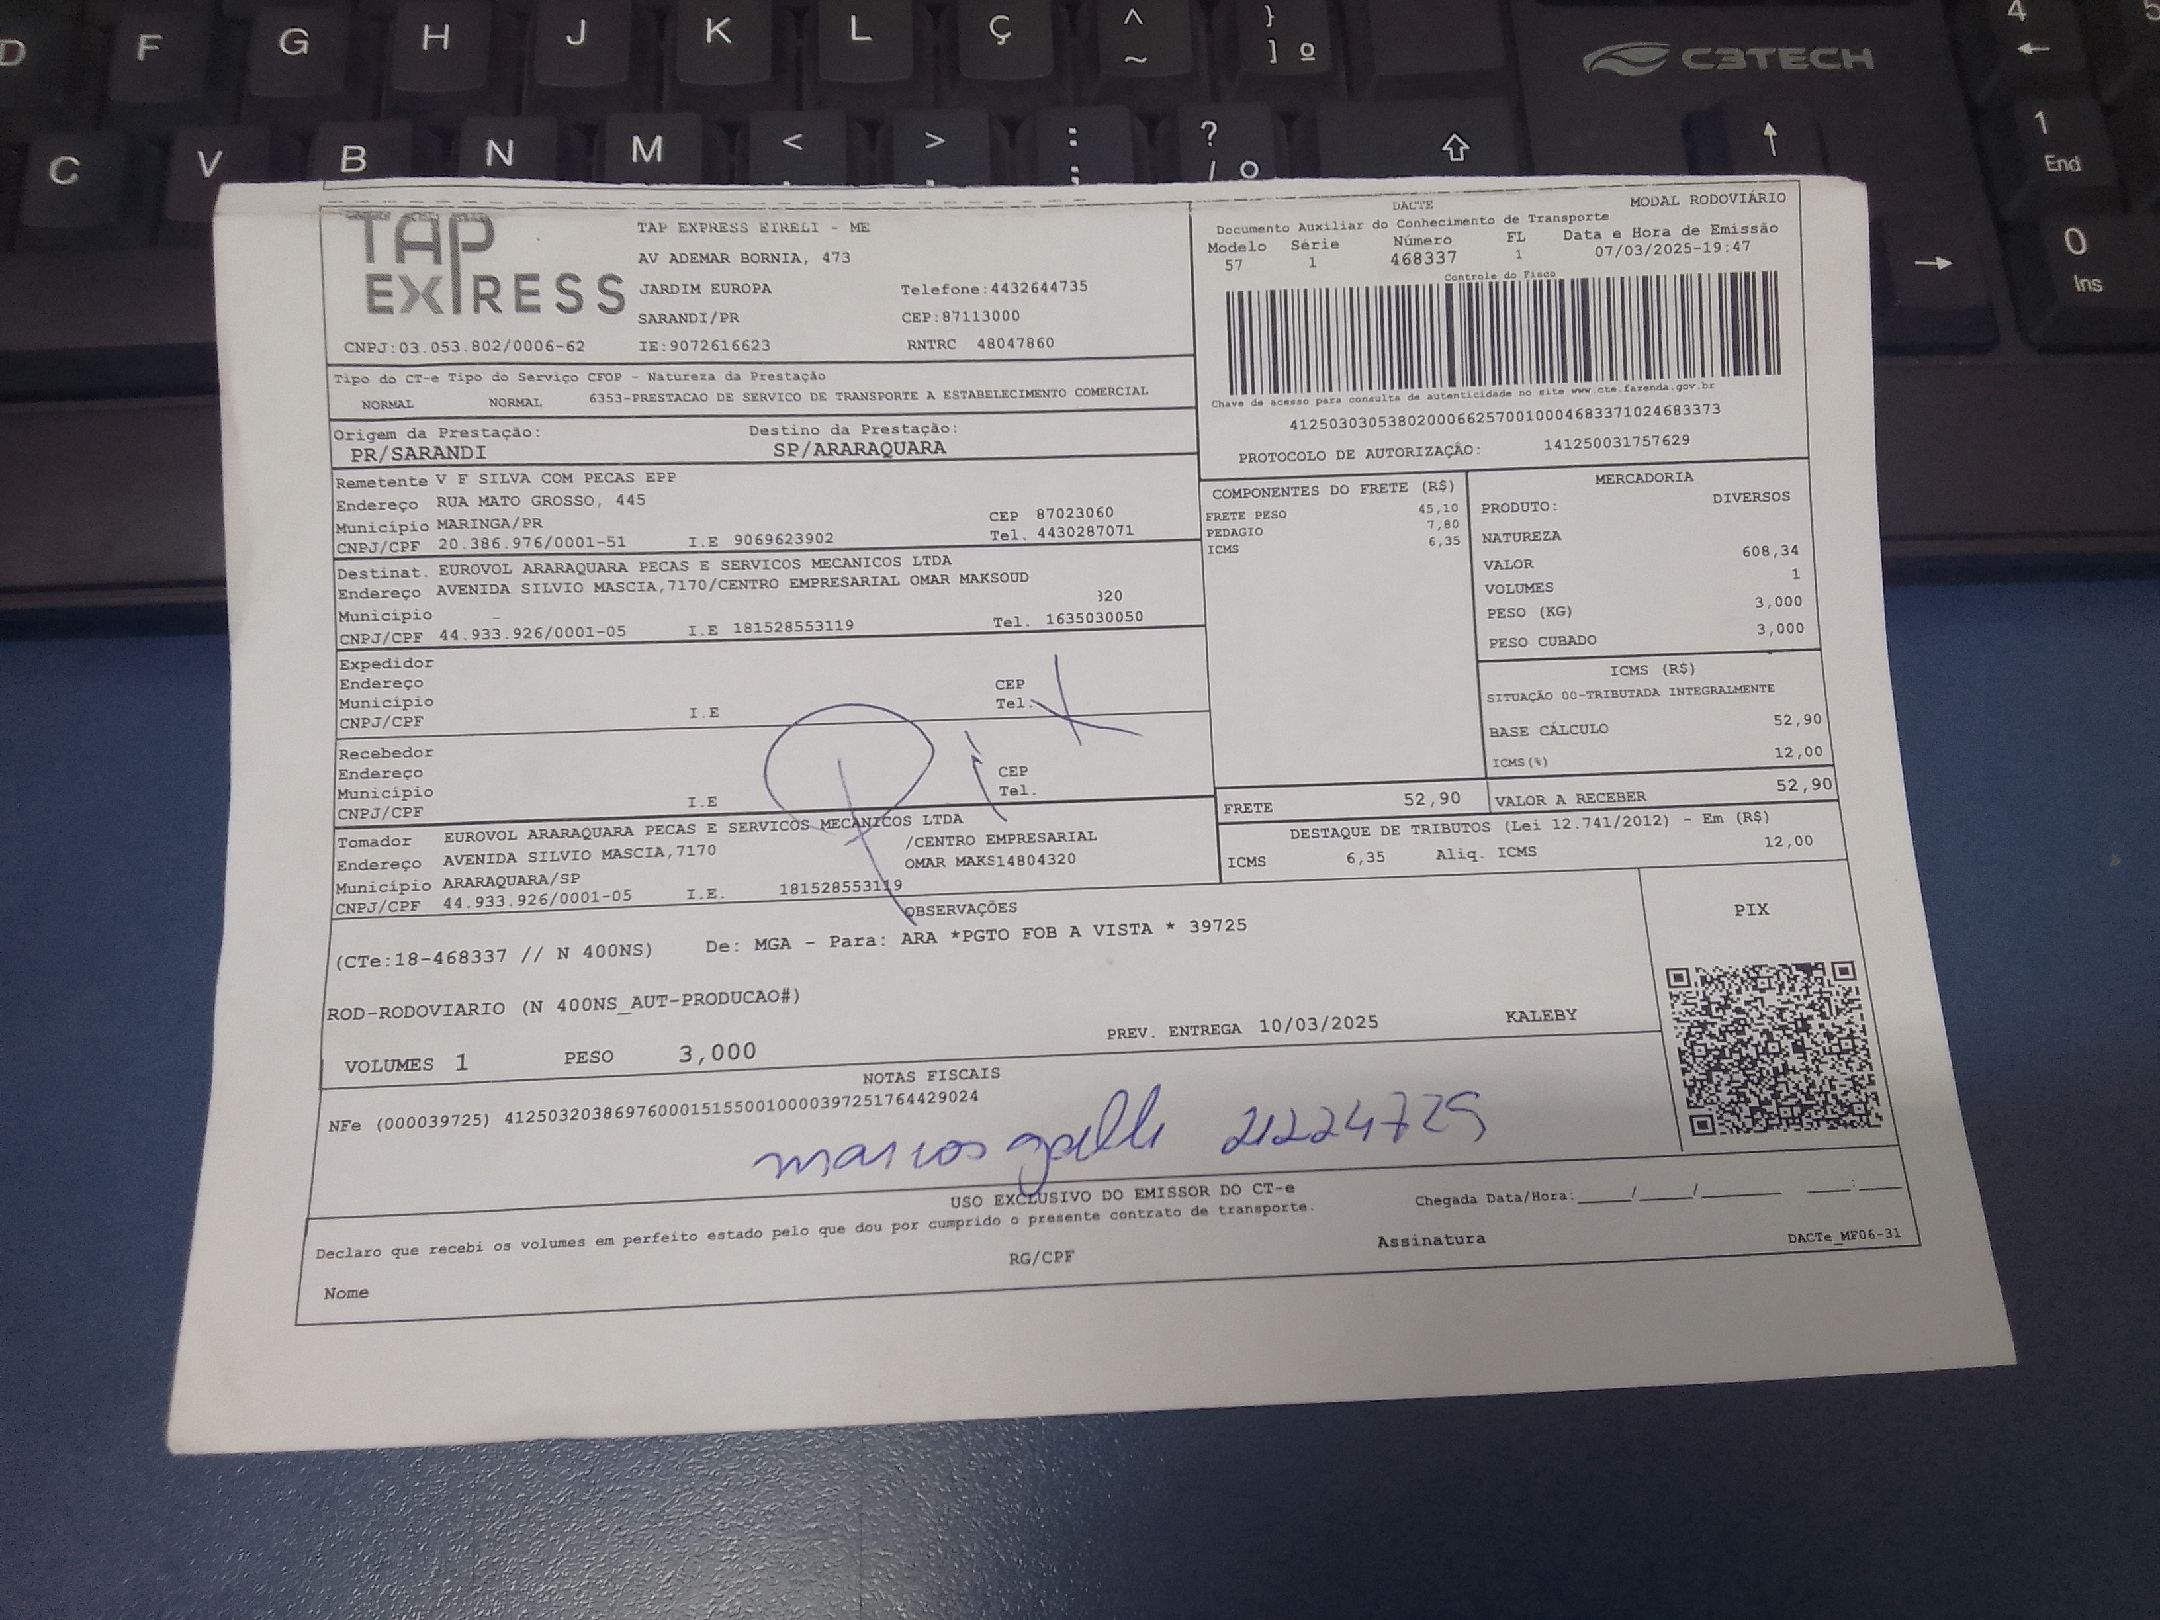 D F G H J K L Ç ^ ~ } ] º
C3TECH
4 ←
5
C V B N M < , > . : ; ? / ° ⇧ ↑
1 End
→
0 Ins
TAP EXPRESS
TAP EXPRESS EIRELI - ME
AV ADEMAR BORNIA, 473
JARDIM EUROPA Telefone:4432644735
SARANDI/PR CEP:87113000
CNPJ:03.053.802/0006-62 IE:9072616623 RNTRC 48047860
DACTE MODAL RODOVIÁRIO
Documento Auxiliar do Conhecimento de Transporte
Modelo Série Número FL Data e Hora de Emissão
57 1 468337 1 07/03/2025-19:47
Controle do Fisco
Chave de acesso para consulta de autenticidade no site www.cte.fazenda.gov.br
41250303053802000662570010004683371024683373
PROTOCOLO DE AUTORIZAÇÃO: 141250031757629
Tipo do CT-e Tipo do Serviço CFOP - Natureza da Prestação
NORMAL NORMAL 6353-PRESTACAO DE SERVICO DE TRANSPORTE A ESTABELECIMENTO COMERCIAL
Origem da Prestação: Destino da Prestação:
PR/SARANDI SP/ARARAQUARA
Remetente V F SILVA COM PECAS EPP
Endereço RUA MATO GROSSO, 445
Município MARINGA/PR CEP 87023060
CNPJ/CPF 20.386.976/0001-51 I.E 9069623902 Tel. 4430287071
Destinat. EUROVOL ARARAQUARA PECAS E SERVICOS MECANICOS LTDA
Endereço AVENIDA SILVIO MASCIA,7170/CENTRO EMPRESARIAL OMAR MAKSOUD
Município 320
CNPJ/CPF 44.933.926/0001-05 I.E 181528553119 Tel. 1635030050
Expedidor
Endereço CEP
Município Tel.
CNPJ/CPF I.E
Pix
Recebedor
Endereço CEP
Município Tel.
CNPJ/CPF I.E
Tomador EUROVOL ARARAQUARA PECAS E SERVICOS MECANICOS LTDA
Endereço AVENIDA SILVIO MASCIA,7170 /CENTRO EMPRESARIAL
OMAR MAKS14804320
Município ARARAQUARA/SP
CNPJ/CPF 44.933.926/0001-05 I.E. 181528553119
COMPONENTES DO FRETE (R$)
FRETE PESO 45,10
PEDAGIO 7,80
ICMS 6,35
MERCADORIA
PRODUTO: DIVERSOS
NATUREZA
VALOR 608,34
VOLUMES 1
PESO (KG) 3,000
PESO CUBADO 3,000
ICMS (R$)
SITUAÇÃO 00-TRIBUTADA INTEGRALMENTE
BASE CÁLCULO 52,90
ICMS(%) 12,00
FRETE 52,90 VALOR A RECEBER 52,90
DESTAQUE DE TRIBUTOS (Lei 12.741/2012) - Em (R$)
ICMS 6,35 Aliq. ICMS 12,00
OBSERVAÇÕES
(CTe:18-468337 // N 400NS) De: MGA - Para: ARA *PGTO FOB A VISTA * 39725
ROD-RODOVIARIO (N 400NS_AUT-PRODUCAO#)
PREV. ENTREGA 10/03/2025 KALEBY
VOLUMES 1 PESO 3,000
PIX
NOTAS FISCAIS
NFe (000039725) 41250320386976000151550010000397251764429024
marcos 21224729
USO EXCLUSIVO DO EMISSOR DO CT-e
Declaro que recebi os volumes em perfeito estado pelo que dou por cumprido o presente contrato de transporte.
Chegada Data/Hora:____/____/______ ___:___
Nome RG/CPF Assinatura DACTe_MF06-31